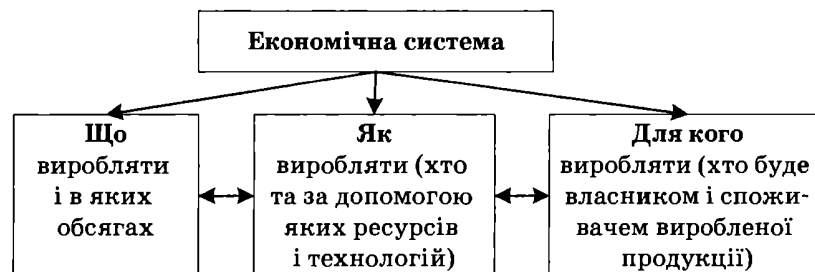 Економічна система
Що
виробляти
і в яких
обсягах
Як
виробляти (хто
та за допомогою
яких ресурсів
і технологій)
Для кого
виробляти (хто буде
власником і спожи-
вачем виробленої
продукції)